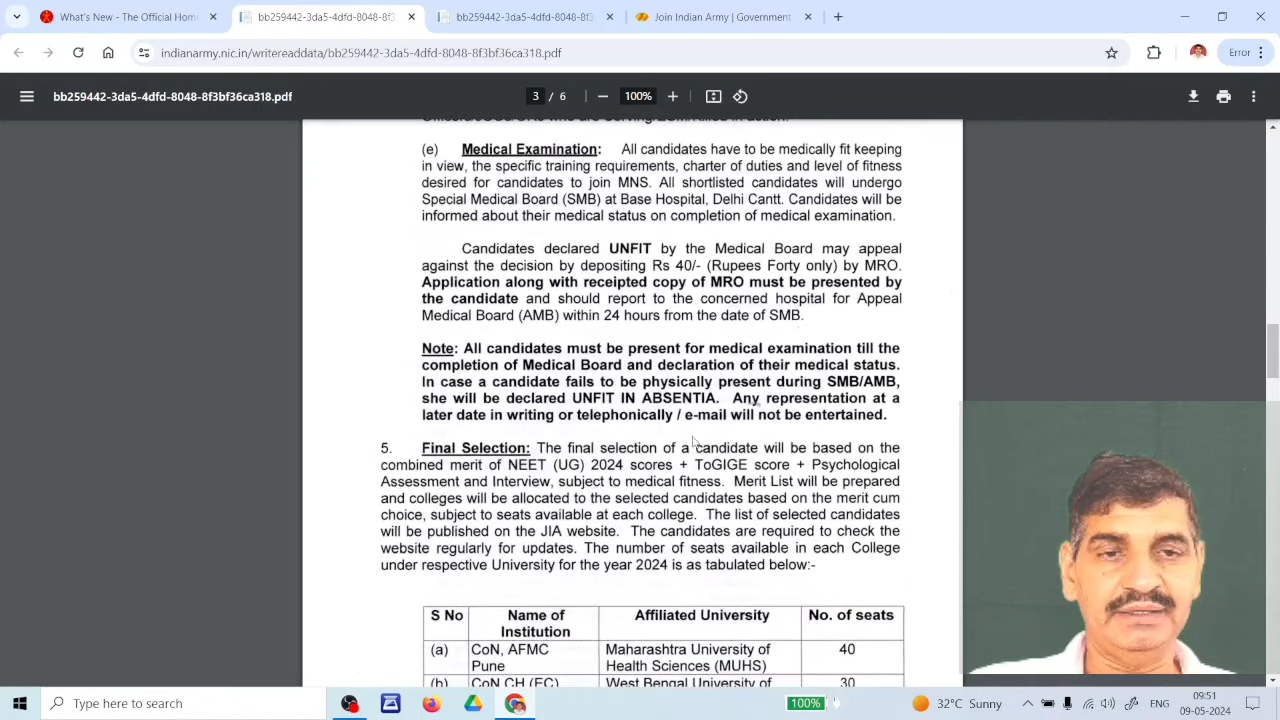 What's New - The Official Home
bb259442-3da5-4dfd-8048-8f3bf3
bb259442-3da5-4dfd-8048-8f3bf3
Join Indian Army | Government
indianarmy.nic.in/writereaddata/bb259442-3da5-4dfd-8048-8f3bf36ca318.pdf
Error
bb259442-3da5-4dfd-8048-8f3bf36ca318.pdf
3 / 6
100%
(e) Medical Examination: All candidates have to be medically fit keeping
in view, the specific training requirements, charter of duties and level of fitness
desired for candidates to join MNS. All shortlisted candidates will undergo
Special Medical Board (SMB) at Base Hospital, Delhi Cantt. Candidates will be
informed about their medical status on completion of medical examination.
Candidates declared UNFIT by the Medical Board may appeal
against the decision by depositing Rs 40/- (Rupees Forty only) by MRO.
Application along with receipted copy of MRO must be presented by
the candidate and should report to the concerned hospital for Appeal
Medical Board (AMB) within 24 hours from the date of SMB.
Note: All candidates must be present for medical examination till the
completion of Medical Board and declaration of their medical status.
In case a candidate fails to be physically present during SMB/AMB,
she will be declared UNFIT IN ABSENTIA. Any representation at a
later date in writing or telephonically / e-mail will not be entertained.
5. Final Selection: The final selection of a candidate will be based on the
combined merit of NEET (UG) 2024 scores + ToGIGE score + Psychological
Assessment and Interview, subject to medical fitness. Merit List will be prepared
and colleges will be allocated to the selected candidates based on the merit cum
choice, subject to seats available at each college. The list of selected candidates
will be published on the JIA website. The candidates are required to check the
website regularly for updates. The number of seats available in each College
under respective University for the year 2024 is as tabulated below:-
S No Name of Institution Affiliated University No. of seats
(a) CoN, AFMC Maharashtra University of 40
Pune Health Sciences (MUHS)
(b) CoN CH (EC) West Bengal University of 30
Type here to search
100%
32°C Sunny
ENG
09:51
09-05-2024